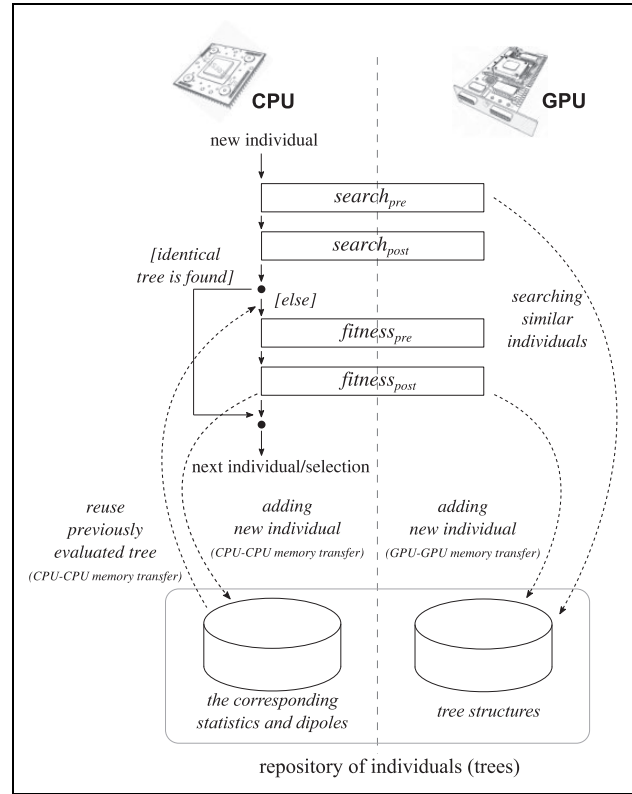 CPU
GPU
new individual
search_pre
search_post
[identical
tree is found]
[else]
searching
similar
individuals
fitness_pre
fitness_post
next individual/selection
reuse
previously
evaluated tree
(CPU-CPU memory transfer)
adding
new individual
(CPU-CPU memory transfer)
adding
new individual
(GPU-GPU memory transfer)
the corresponding
statistics and dipoles
tree structures
repository of individuals (trees)